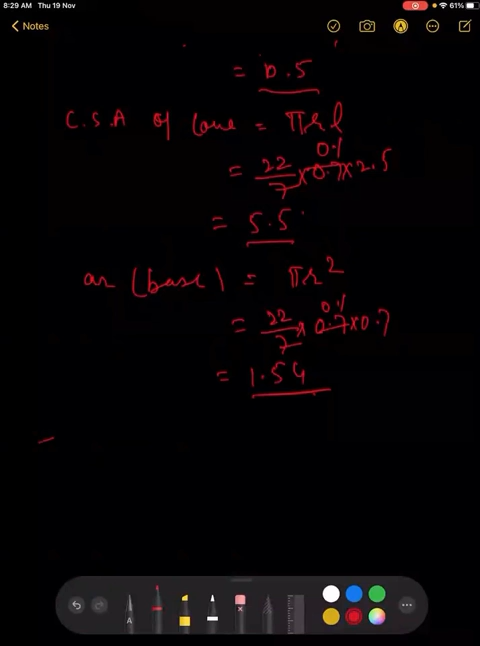 8:29 AM Thu 19 Nov 61%
Notes
= 10.5
C.S.A of Cone = πrl
= 22/7 × 0.7 × 2.5 0.1
= 5.5
ar (base) = πr²
= 22/7 × 0.7 × 0.7 0.1
= 1.54
A